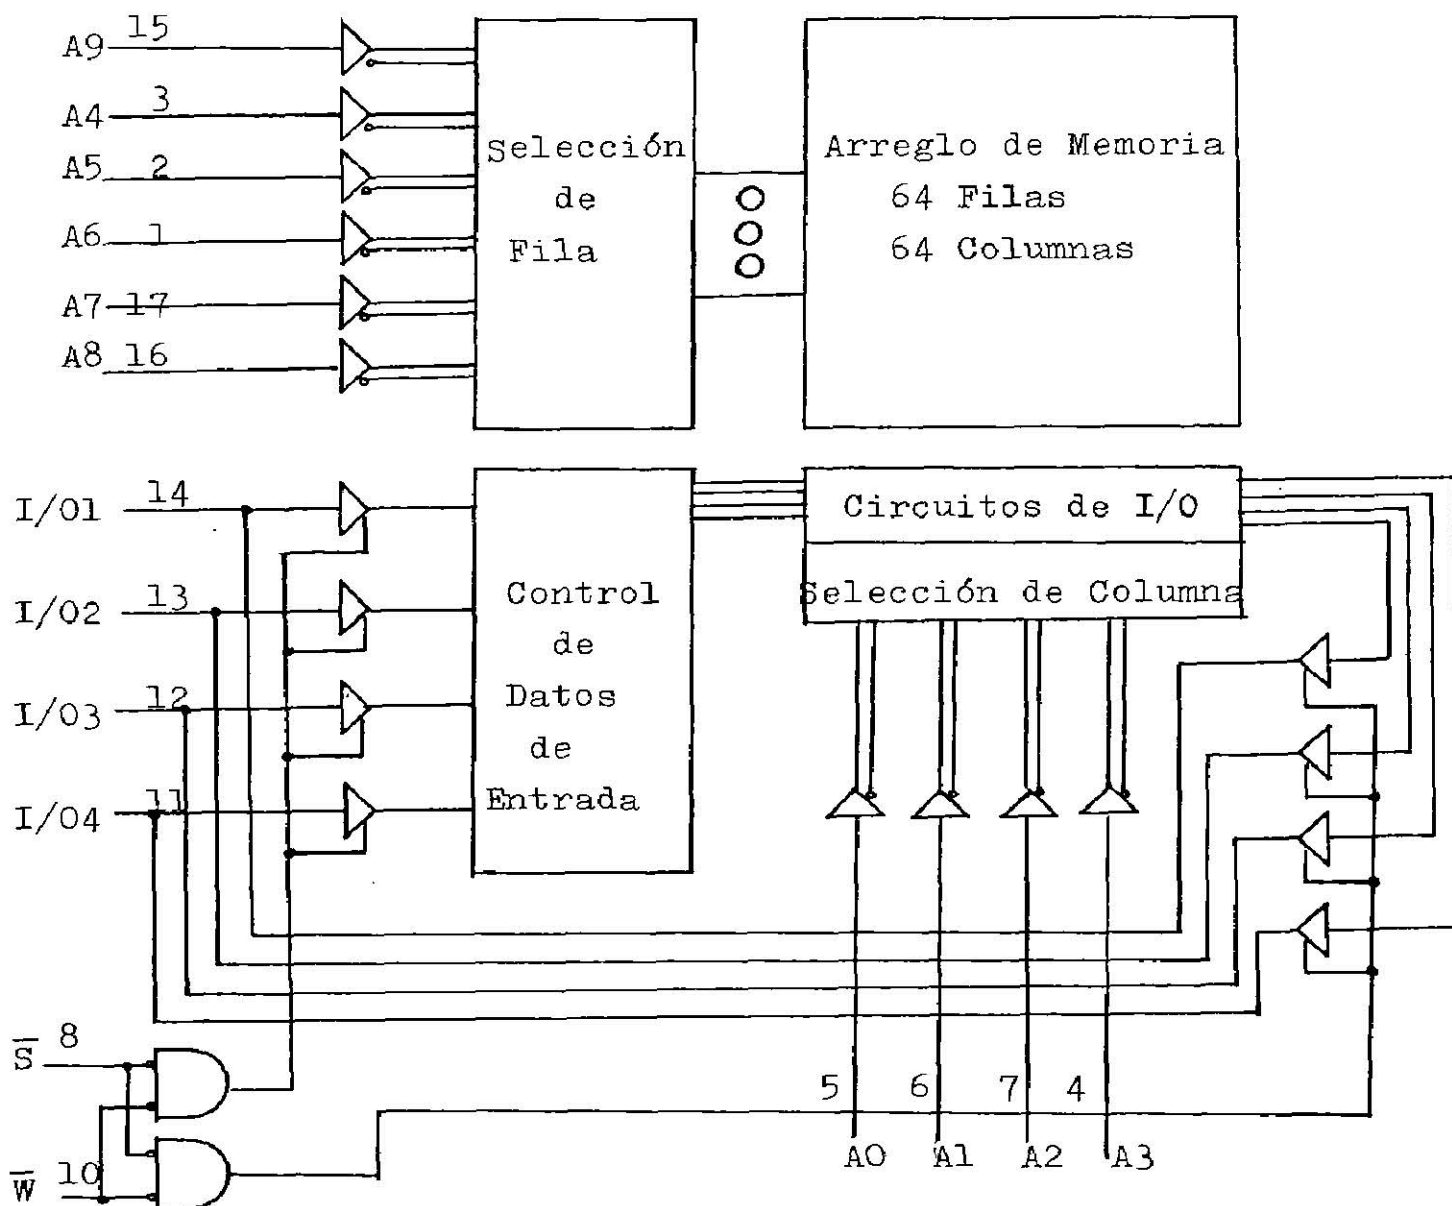 A9 15
A4 3
A5 2
A6 1
A7 17
A8 16
Selección
de
Fila
Arreglo de Memoria
64 Filas
64 Columnas
I/O1 14
I/O2 13
I/O3 12
I/O4 11
Control
de
Datos
de
Entrada
Circuitos de I/O
Selección de Columna
S̅ 8
W̅ 10
5 6 7 4
A0 A1 A2 A3